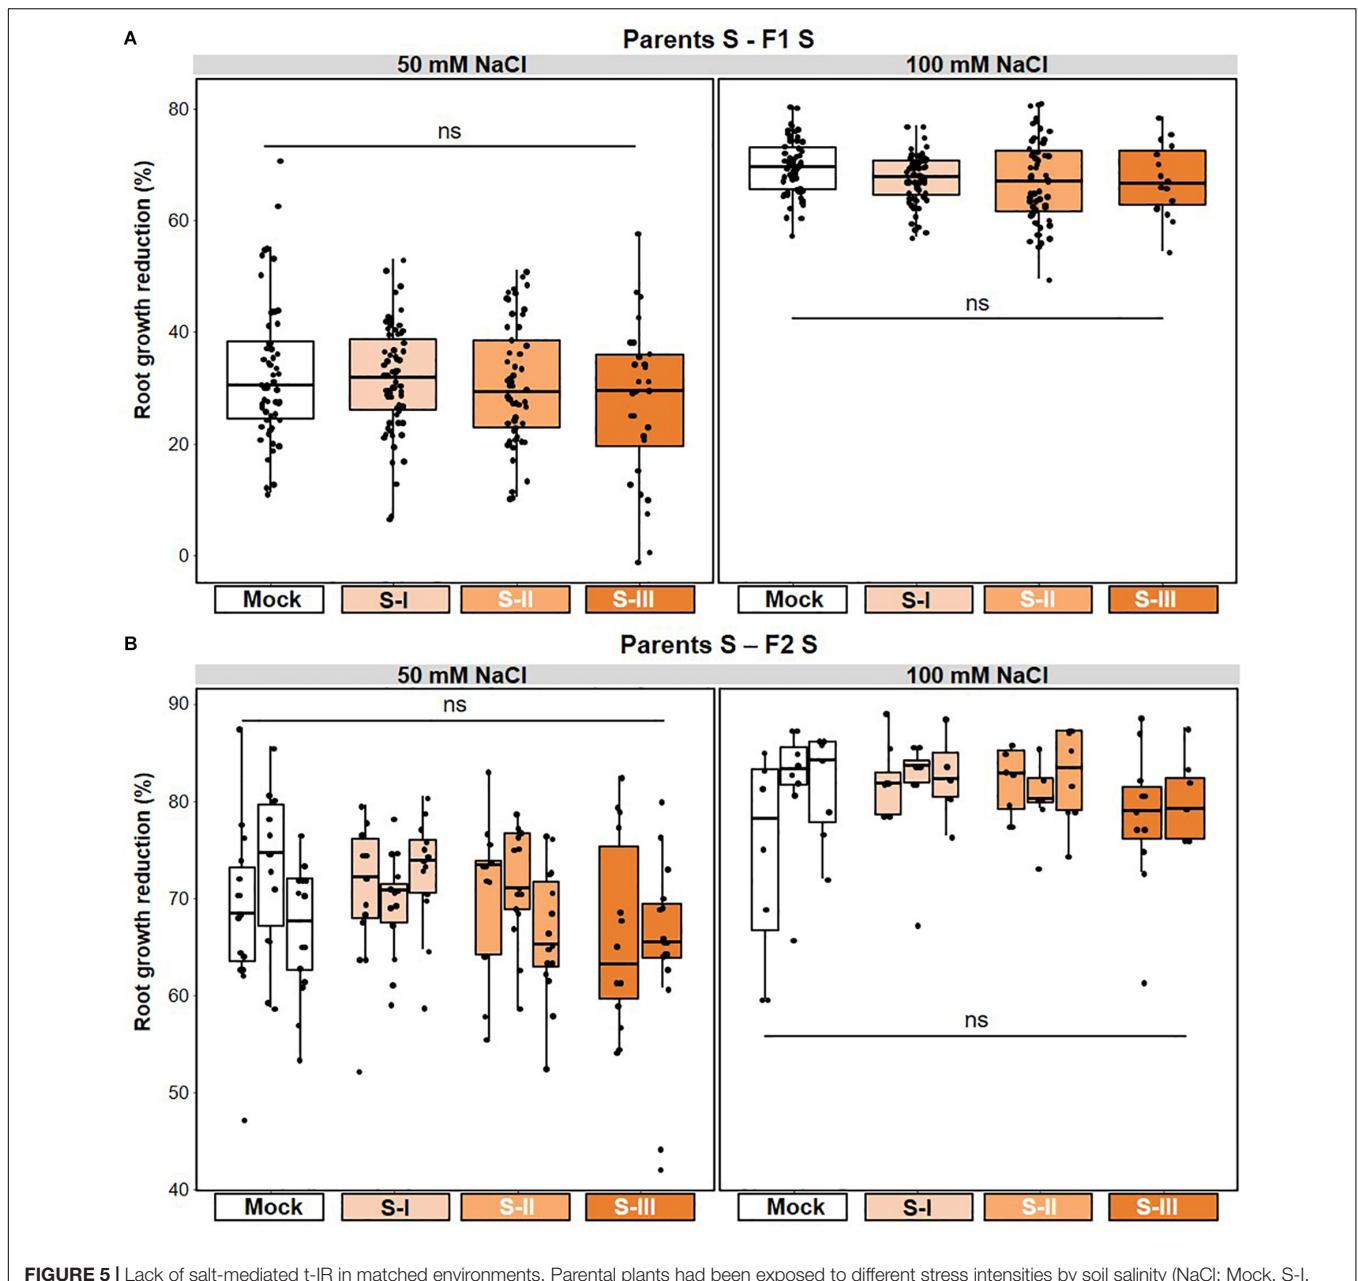 A
Parents S - F1 S
50 mM NaCl
100 mM NaCl
Root growth reduction (%)
80
60
40
20
0
ns
ns
Mock
S-I
S-II
S-III
Mock
S-I
S-II
S-III
B
Parents S – F2 S
50 mM NaCl
100 mM NaCl
Root growth reduction (%)
90
80
70
60
50
40
ns
ns
Mock
S-I
S-II
S-III
Mock
S-I
S-II
S-III
FIGURE 5 | Lack of salt-mediated t-IR in matched environments. Parental plants had been exposed to different stress intensities by soil salinity (NaCl; Mock, S-I,